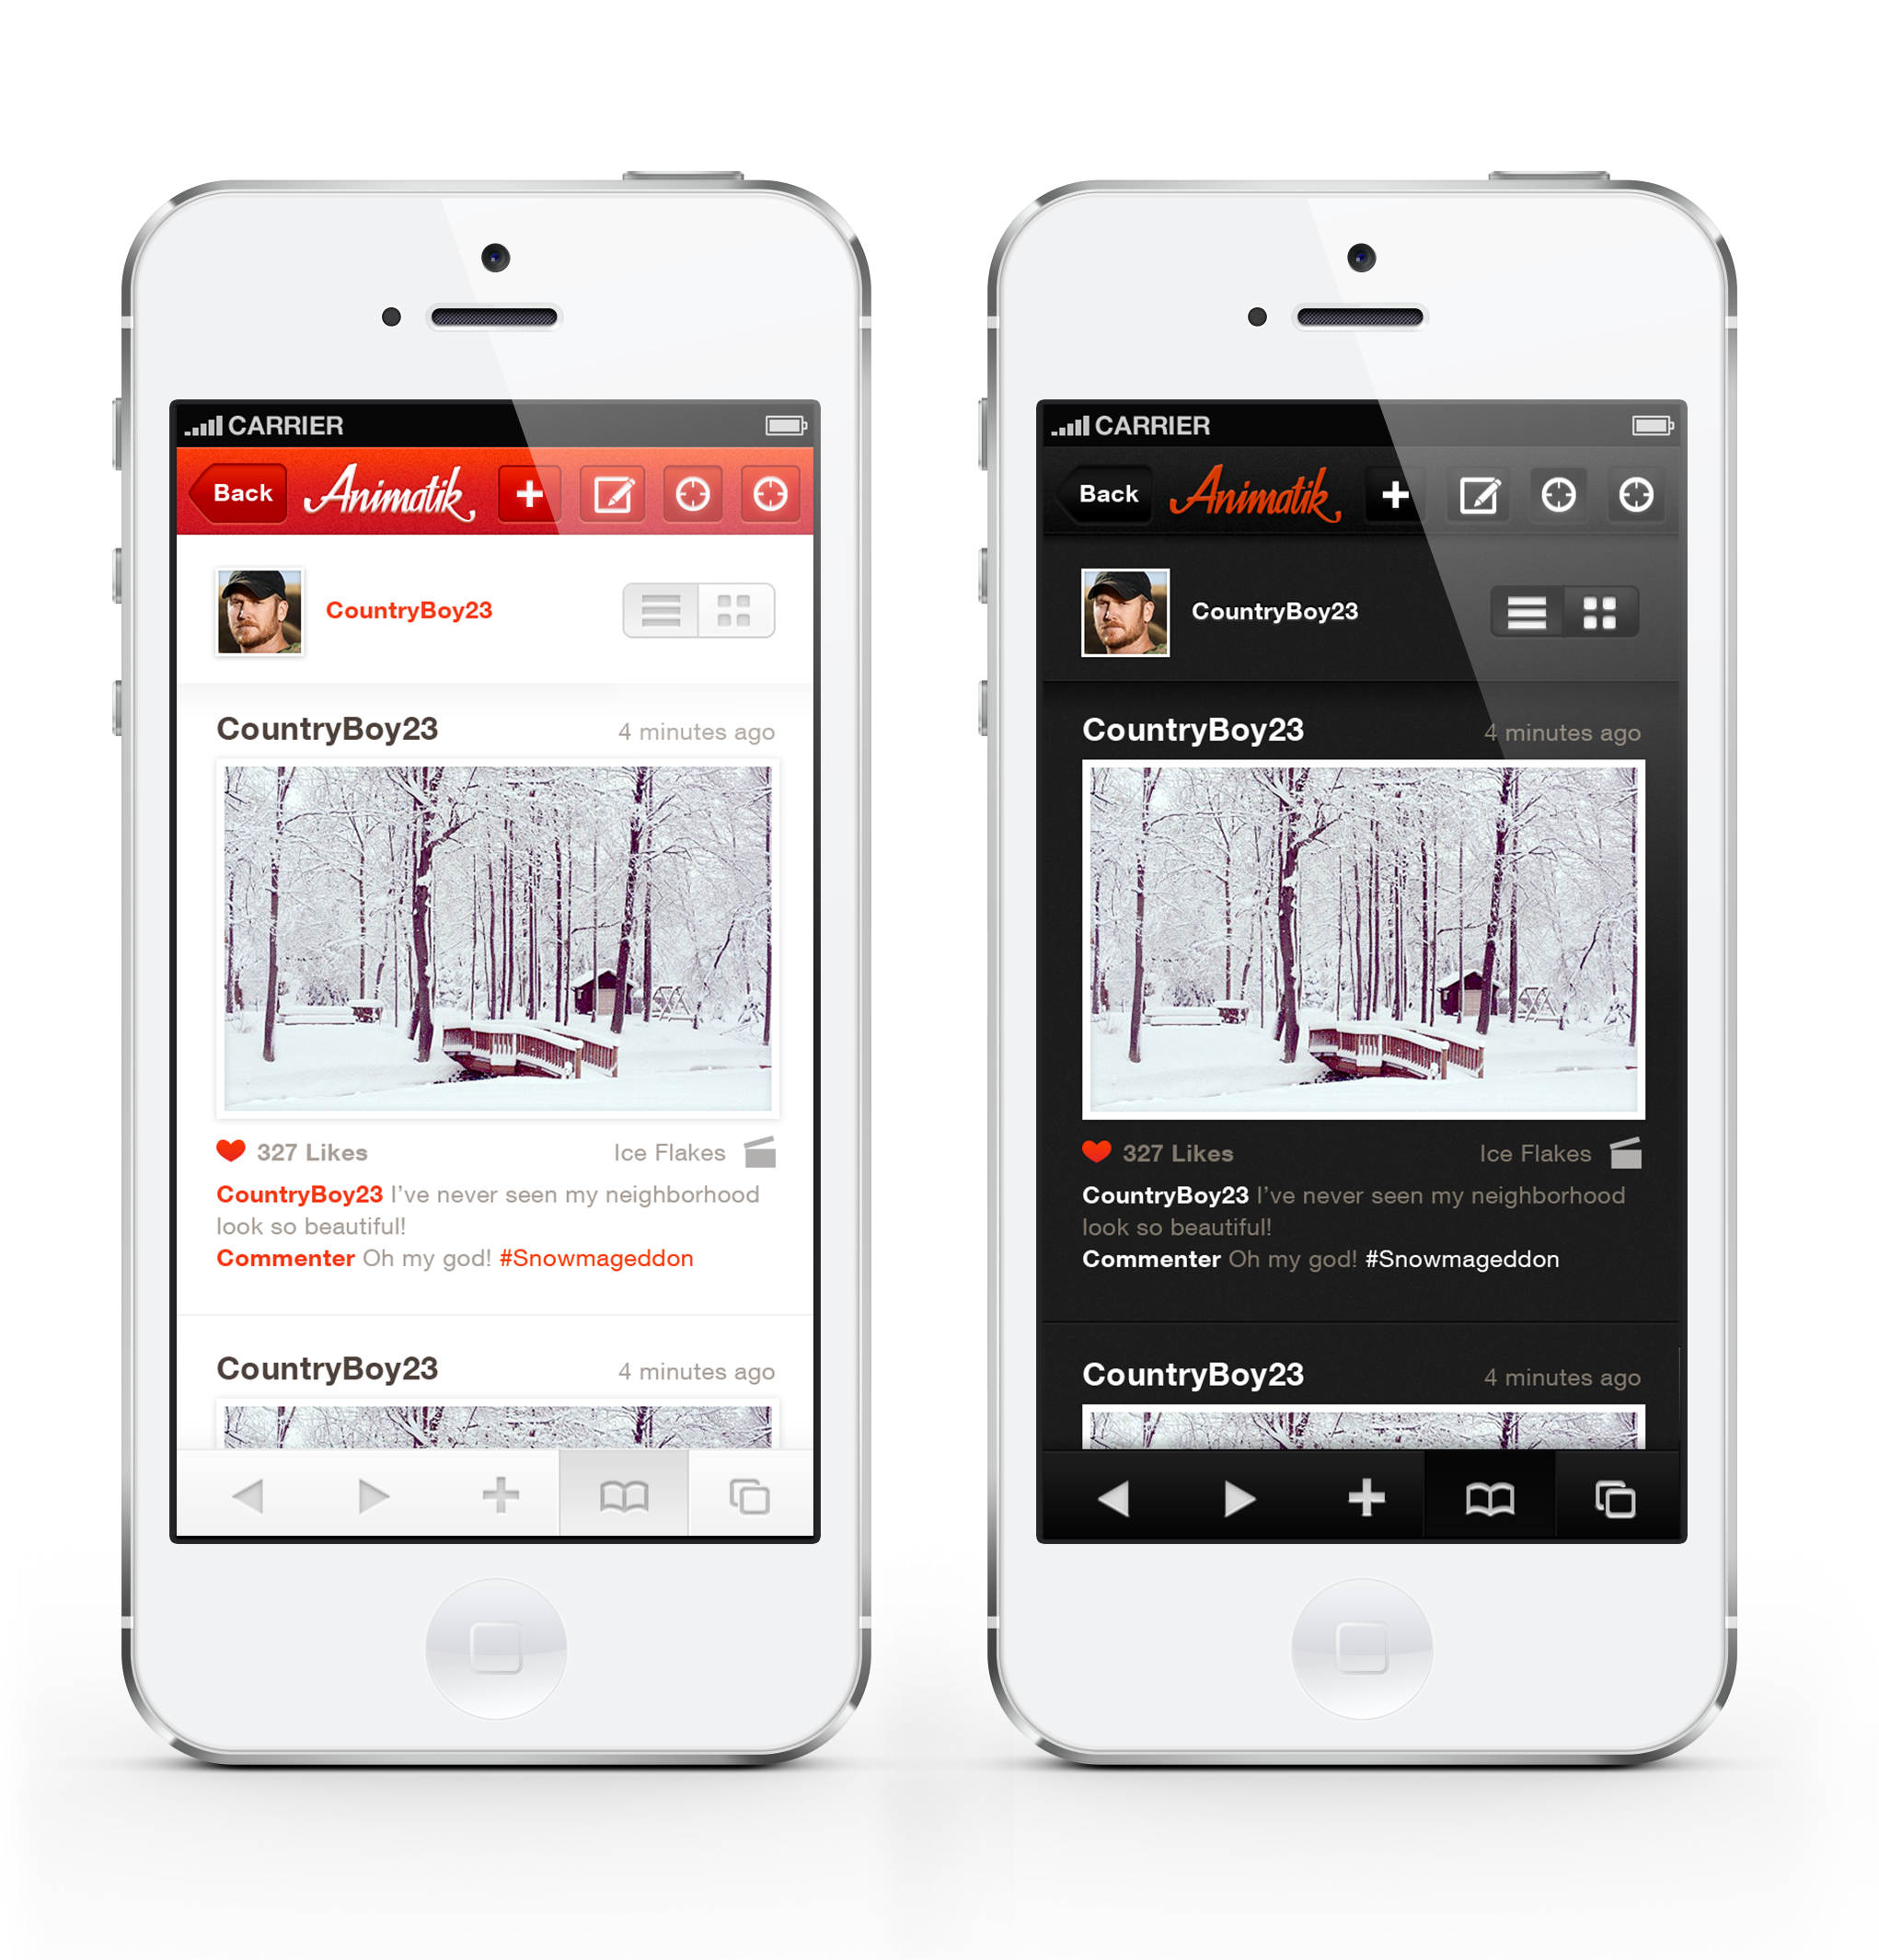 CARRIER
Back Animatik
CountryBoy23
CountryBoy23 4 minutes ago
327 Likes Ice Flakes
CountryBoy23 I’ve never seen my neighborhood
look so beautiful!
Commenter Oh my god! #Snowmageddon
CountryBoy23 4 minutes ago
CARRIER
Back Animatik
CountryBoy23
CountryBoy23 4 minutes ago
327 Likes Ice Flakes
CountryBoy23 I’ve never seen my neighborhood
look so beautiful!
Commenter Oh my god! #Snowmageddon
CountryBoy23 4 minutes ago